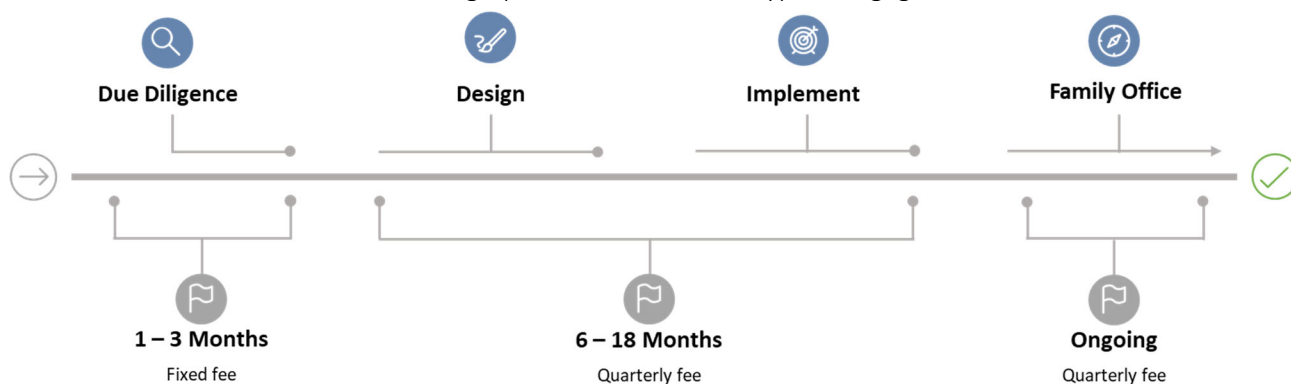 Due Diligence
Design
Implement
Family Office
1 – 3 Months
6 – 18 Months
Ongoing
Fixed fee
Quarterly fee
Quarterly fee